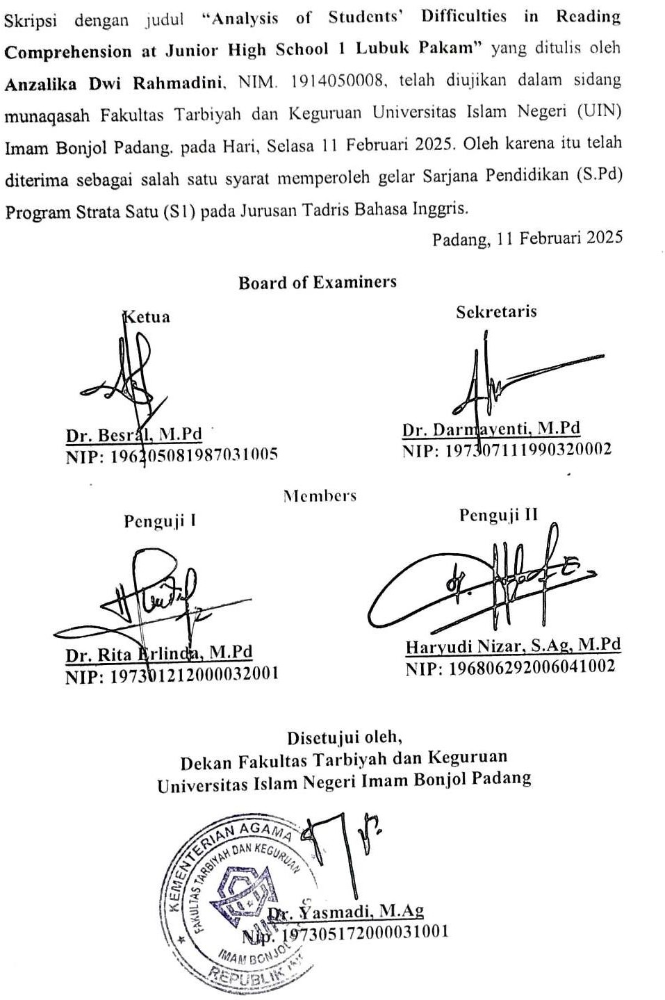 Skripsi dengan judul “Analysis of Students’ Difficulties in Reading
Comprehension at Junior High School 1 Lubuk Pakam” yang ditulis oleh
Anzalika Dwi Rahmadini, NIM. 1914050008, telah diujikan dalam sidang
munaqasah Fakultas Tarbiyah dan Keguruan Universitas Islam Negeri (UIN)
Imam Bonjol Padang. pada Hari, Selasa 11 Februari 2025. Oleh karena itu telah
diterima sebagai salah satu syarat memperoleh gelar Sarjana Pendidikan (S.Pd)
Program Strata Satu (S1) pada Jurusan Tadris Bahasa Inggris.
Padang, 11 Februari 2025
Board of Examiners
Ketua
Sekretaris
Dr. Besral, M.Pd
NIP: 196205081987031005
Dr. Darmayenti, M.Pd
NIP: 197307111990320002
Members
Penguji I
Penguji II
Dr. Rita Erlinda, M.Pd
NIP: 197301212000032001
Haryudi Nizar, S.Ag, M.Pd
NIP: 196806292006041002
Disetujui oleh,
Dekan Fakultas Tarbiyah dan Keguruan
Universitas Islam Negeri Imam Bonjol Padang
KEMENTERIAN AGAMA
FAKULTAS TARBIYAH DAN KEGURUAN
Dr. Yasmadi, M.Ag
Nip. 197305172000031001
IMAM BONJOL
REPUBLIK